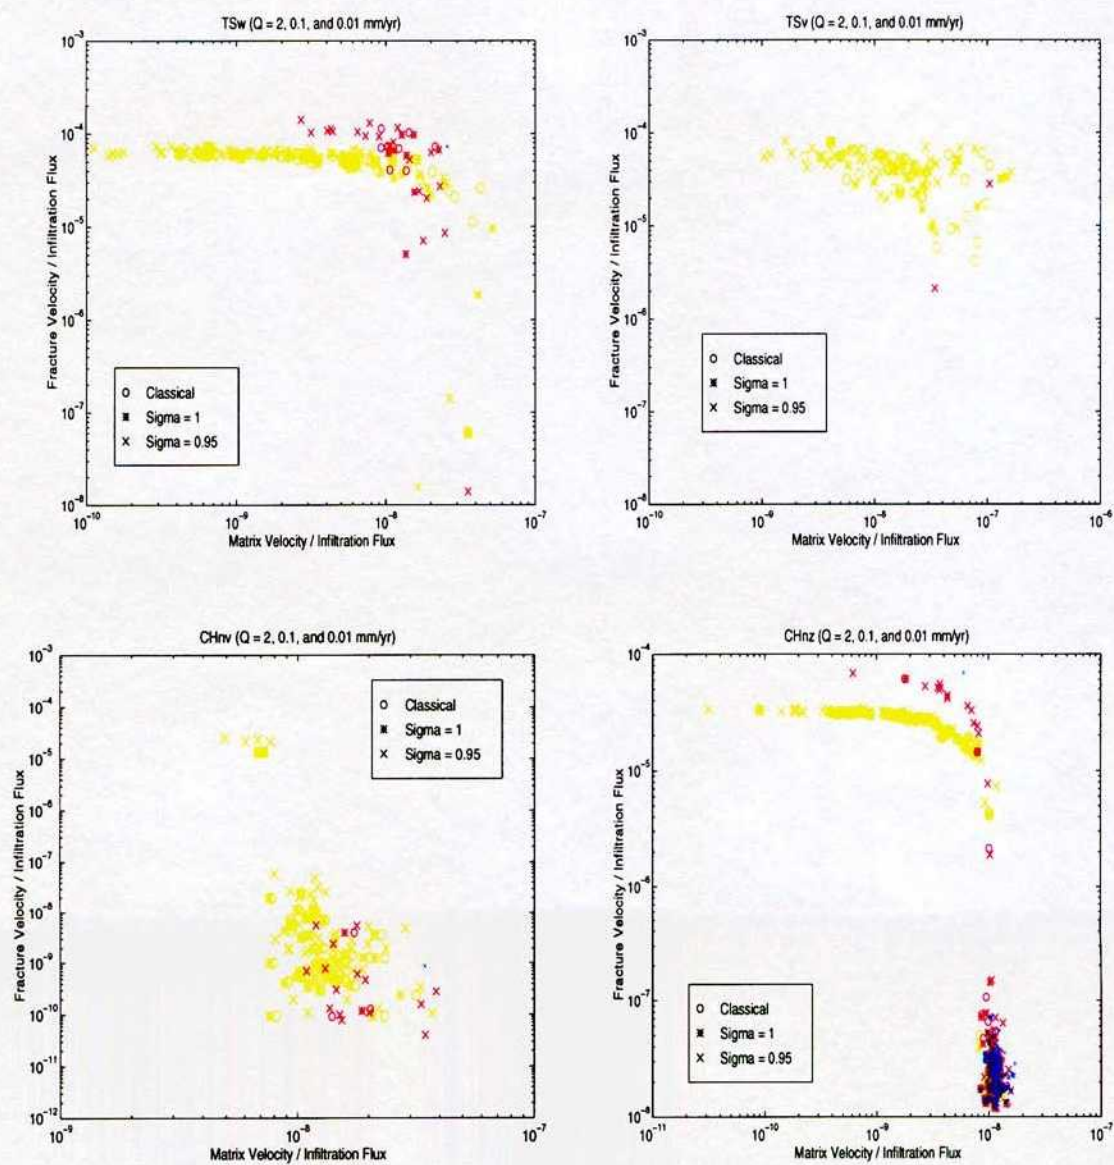 TSw (Q = 2, 0.1, and 0.01 mm/yr)
10⁻³
10⁻⁴
10⁻⁵
10⁻⁶
10⁻⁷
10⁻⁸
Fracture Velocity / Infiltration Flux
O Classical
✱ Sigma = 1
× Sigma = 0.95
10⁻¹⁰
10⁻⁹
10⁻⁸
10⁻⁷
Matrix Velocity / Infiltration Flux
TSv (Q = 2, 0.1, and 0.01 mm/yr)
10⁻³
10⁻⁴
10⁻⁵
10⁻⁶
10⁻⁷
10⁻⁸
Fracture Velocity / Infiltration Flux
O Classical
✱ Sigma = 1
× Sigma = 0.95
10⁻¹⁰
10⁻⁹
10⁻⁸
10⁻⁷
10⁻⁶
Matrix Velocity / Infiltration Flux
CHnv (Q = 2, 0.1, and 0.01 mm/yr)
10⁻³
10⁻⁴
10⁻⁵
10⁻⁶
10⁻⁷
10⁻⁸
10⁻⁹
10⁻¹⁰
10⁻¹¹
10⁻¹²
Fracture Velocity / Infiltration Flux
O Classical
✱ Sigma = 1
× Sigma = 0.95
10⁻⁹
10⁻⁸
10⁻⁷
Matrix Velocity / Infiltration Flux
CHnz (Q = 2, 0.1, and 0.01 mm/yr)
10⁻⁴
10⁻⁵
10⁻⁶
10⁻⁷
10⁻⁸
Fracture Velocity / Infiltration Flux
O Classical
✱ Sigma = 1
× Sigma = 0.95
10⁻¹¹
10⁻¹⁰
10⁻⁹
10⁻⁸
10⁻⁷
Matrix Velocity / Infiltration Flux